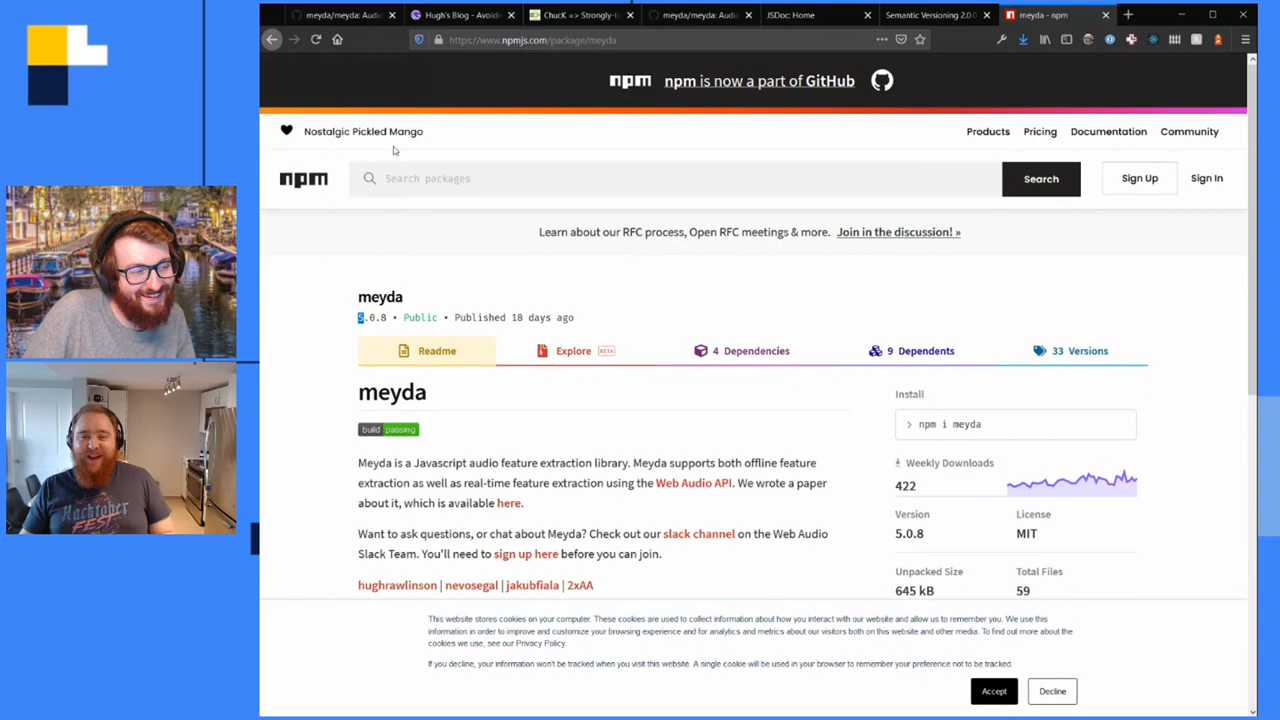 meyda/meyda: Audi
Hugh's Blog - Avoide
ChucK => Strongly-
meyda/meyda: Audi
JSDoc: Home
Semantic Versioning 2.0.0
meyda - npm
https://www.npmjs.com/package/meyda
npm npm is now a part of GitHub
Nostalgic Pickled Mango
Products Pricing Documentation Community
npm Search packages Search Sign Up Sign In
Learn about our RFC process, Open RFC meetings & more. Join in the discussion! »
meyda
5.0.8 • Public • Published 18 days ago
Readme Explore BETA 4 Dependencies 9 Dependents 33 Versions
meyda
build passing
Meyda is a Javascript audio feature extraction library. Meyda supports both offline feature
extraction as well as real-time feature extraction using the Web Audio API. We wrote a paper
about it, which is available here.
Want to ask questions, or chat about Meyda? Check out our slack channel on the Web Audio
Slack Team. You'll need to sign up here before you can join.
hughrawlinson | nevosegal | jakubfiala | 2xAA
Install
> npm i meyda
Weekly Downloads
422
Version License
5.0.8 MIT
Unpacked Size Total Files
645 kB 59
This website stores cookies on your computer. These cookies are used to collect information about how you interact with our website and allow us to remember you. We use this
information in order to improve and customize your browsing experience and for analytics and metrics about our visitors both on this website and other media. To find out more about the
cookies we use, see our Privacy Policy.
If you decline, your information won't be tracked when you visit this website. A single cookie will be used in your browser to remember your preference not to be tracked.
Accept Decline
Hacktober
FEST